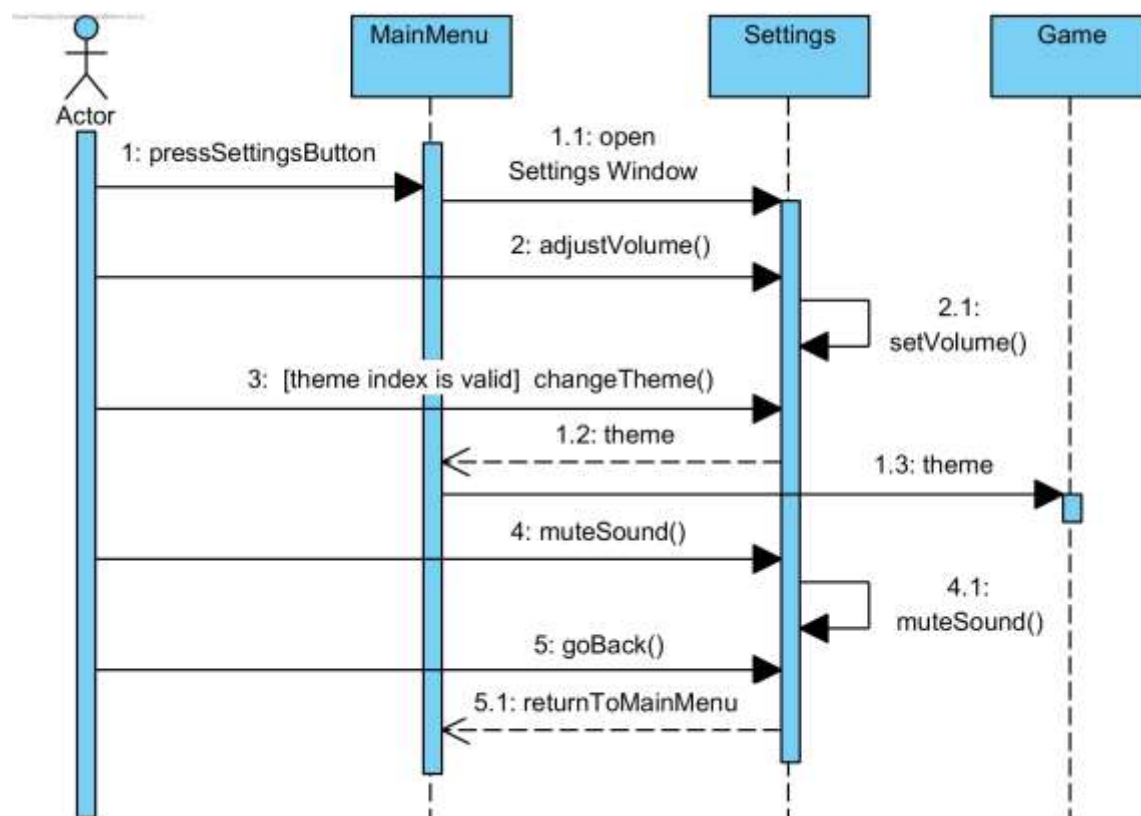 MainMenu
Settings
Game
Actor
1: pressSettingsButton
1.1: open
Settings Window
2: adjustVolume()
2.1:
setVolume()
3: [theme index is valid] changeTheme()
1.2: theme
1.3: theme
4: muteSound()
4.1:
muteSound()
5: goBack()
5.1: returnToMainMenu